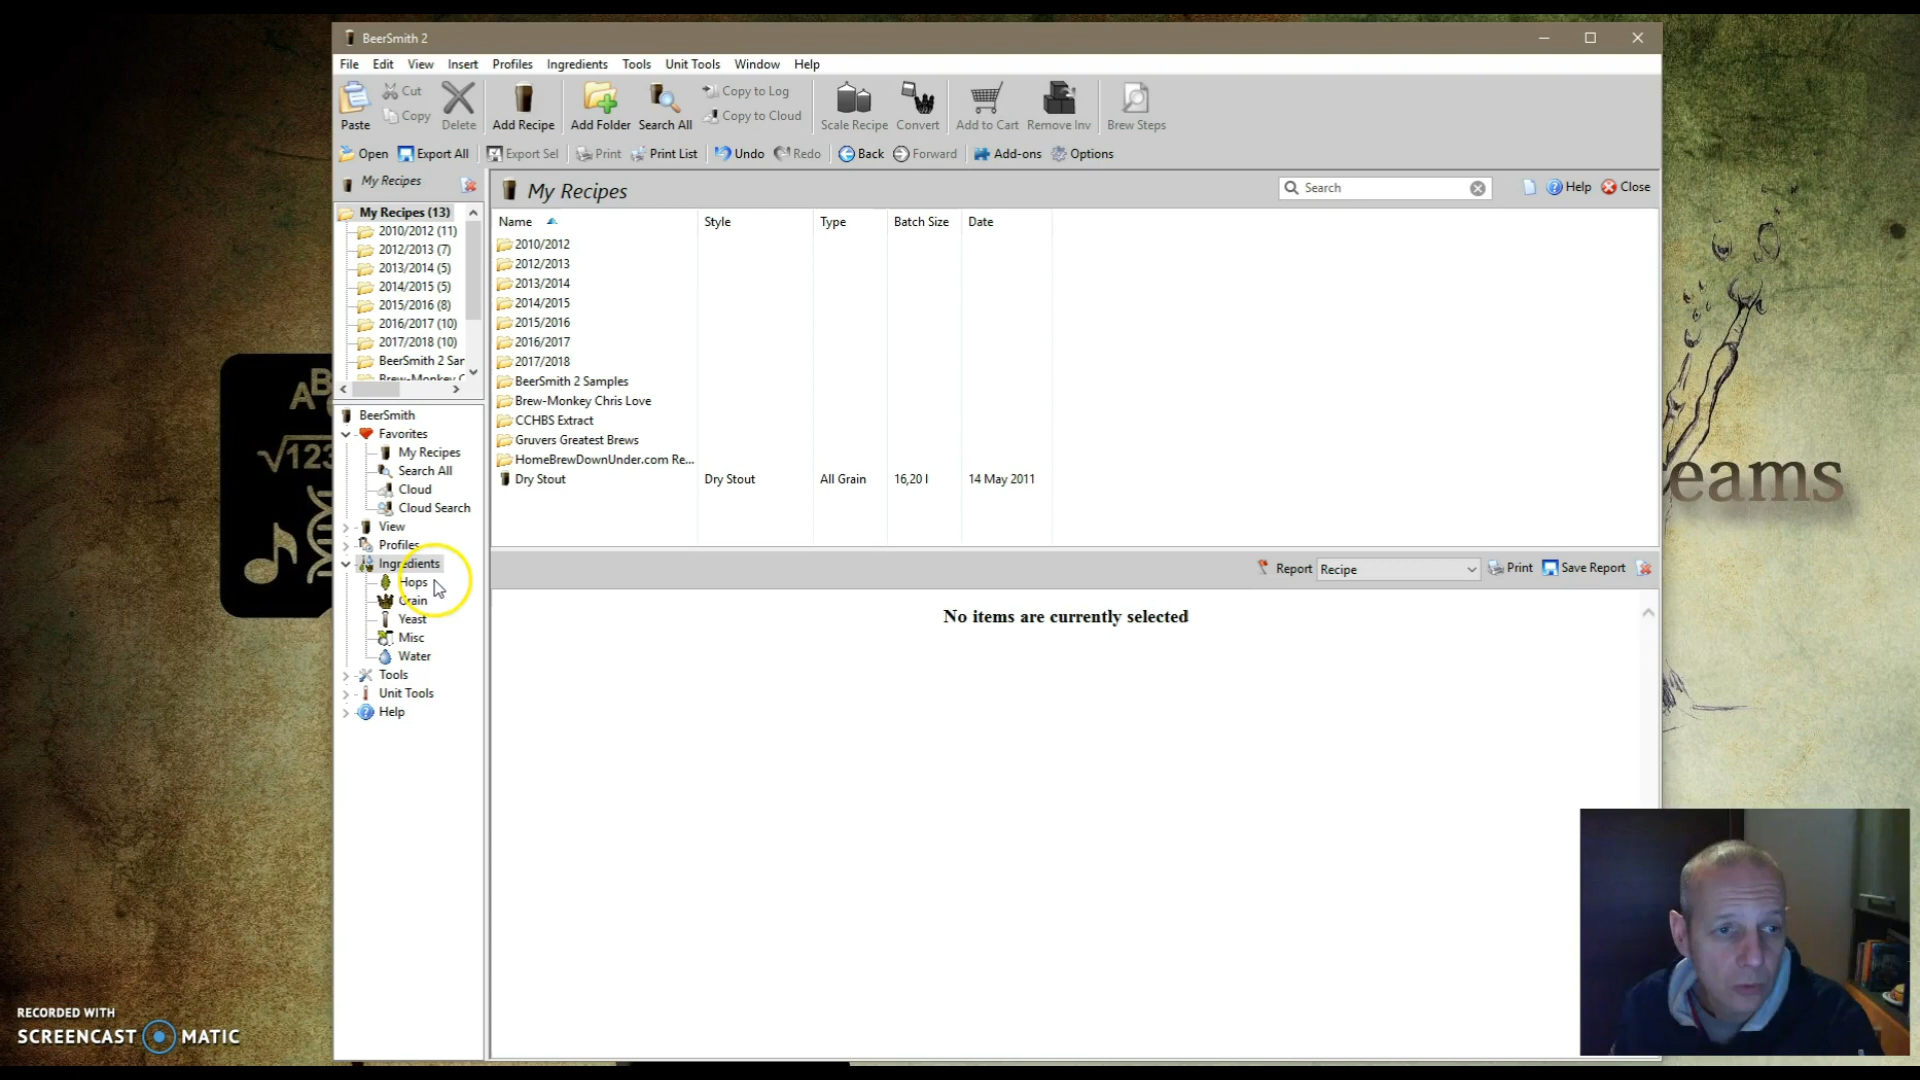 BeerSmith 2
File Edit View Insert Profiles Ingredients Tools Unit Tools Window Help
Paste Cut Copy Delete Add Recipe Add Folder Search All Copy to Log Copy to Cloud Scale Recipe Convert Add to Cart Remove Inv Brew Steps
Open Export All Export Sel Print Print List Undo Redo Back Forward Add-ons Options
My Recipes
My Recipes (13)
2010/2012 (11)
2012/2013 (7)
2013/2014 (5)
2014/2015 (5)
2015/2016 (8)
2016/2017 (10)
2017/2018 (10)
BeerSmith 2 Sar
Brew-Monkey C
BeerSmith
Favorites
My Recipes
Search All
Cloud
Cloud Search
View
Profiles
Ingredients
Hops
Grain
Yeast
Misc
Water
Tools
Unit Tools
Help
My Recipes Search Help Close
Name Style Type Batch Size Date
2010/2012
2012/2013
2013/2014
2014/2015
2015/2016
2016/2017
2017/2018
BeerSmith 2 Samples
Brew-Monkey Chris Love
CCHBS Extract
Gruvers Greatest Brews
HomeBrewDownUnder.com Re...
Dry Stout Dry Stout All Grain 16,20 l 14 May 2011
Report Recipe Print Save Report
No items are currently selected
AB
√123
eams
RECORDED WITH
SCREENCAST MATIC